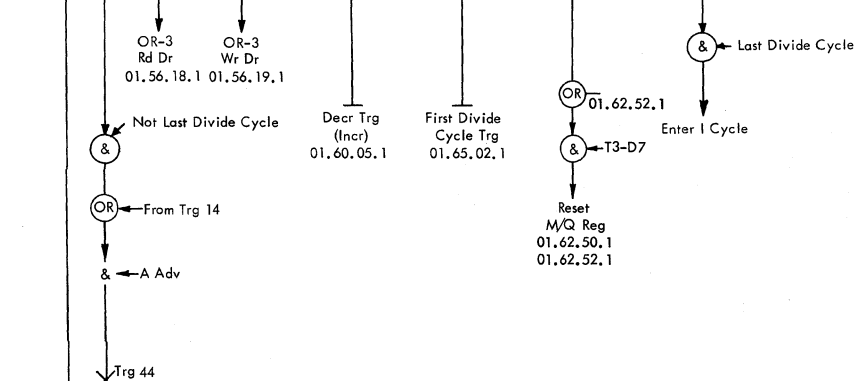 OR-3
Rd Dr
01.56.18.1
OR-3
Wr Dr
01.56.19.1
& Last Divide Cycle
Enter I Cycle
Not Last Divide Cycle
&
OR From Trg 14
& A Adv
Trg 44
Decr Trg
(Incr)
01.60.05.1
First Divide
Cycle Trg
01.65.02.1
OR 01.62.52.1
& T3-D7
Reset
M/Q Reg
01.62.50.1
01.62.52.1